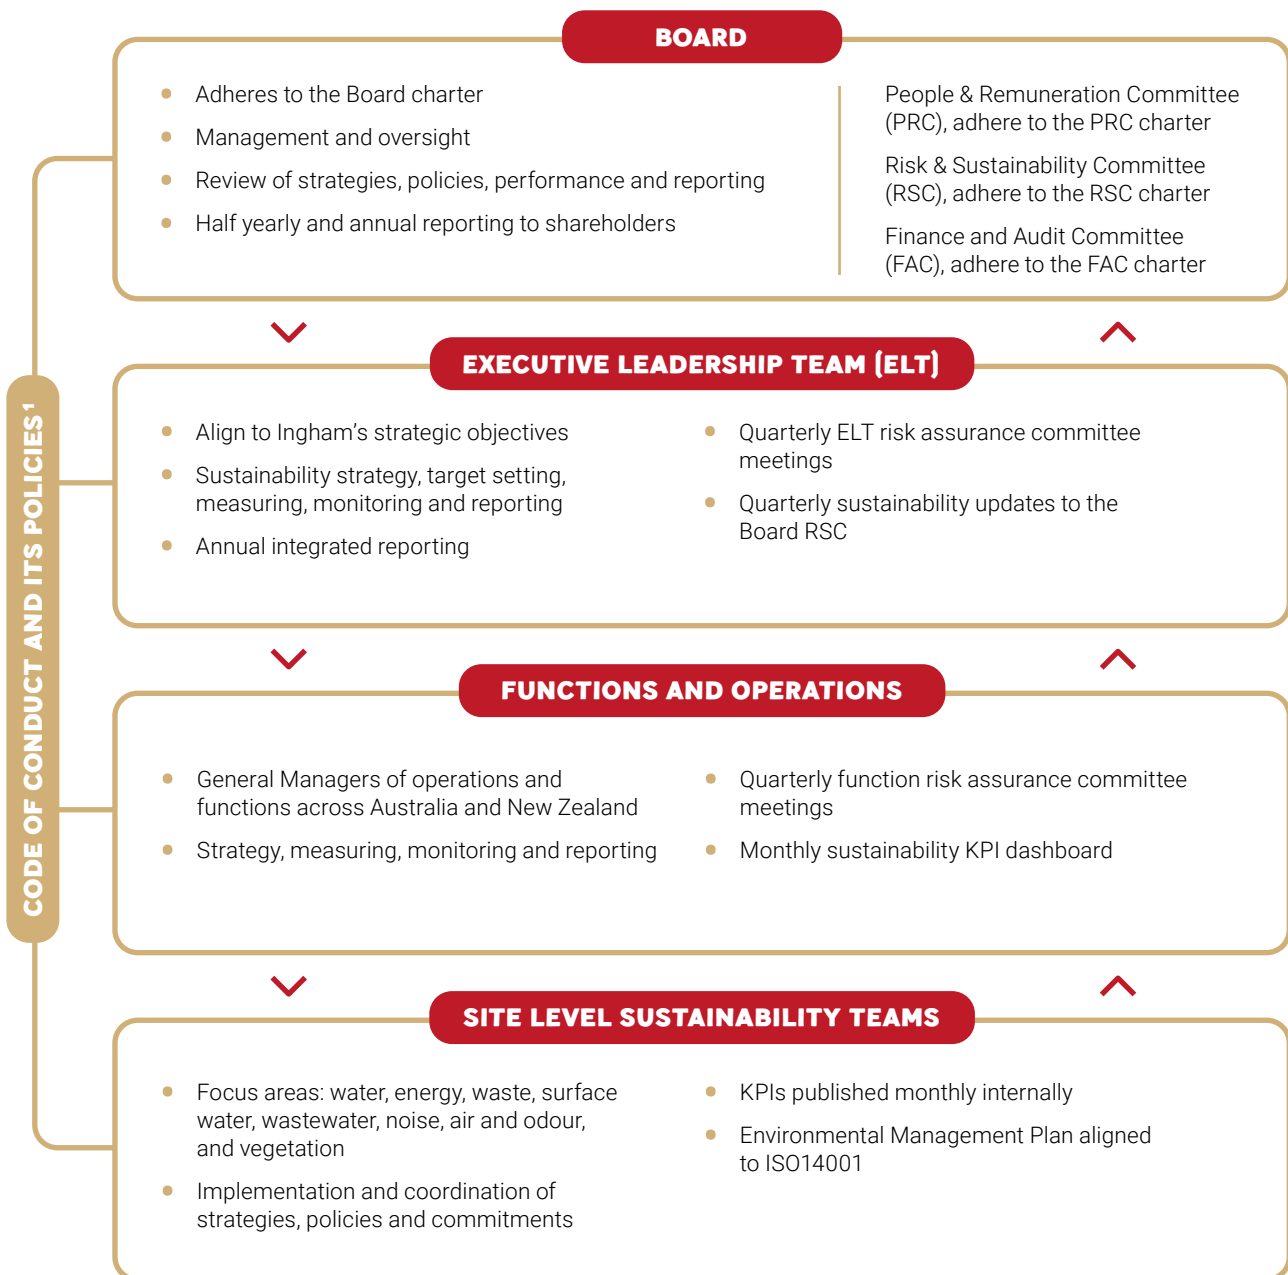 BOARD
Adheres to the Board charter
Management and oversight
Review of strategies, policies, performance and reporting
Half yearly and annual reporting to shareholders
People & Remuneration Committee
(PRC), adhere to the PRC charter
Risk & Sustainability Committee
(RSC), adhere to the RSC charter
Finance and Audit Committee
(FAC), adhere to the FAC charter
CODE OF CONDUCT AND ITS POLICIES¹
EXECUTIVE LEADERSHIP TEAM (ELT)
Align to Ingham’s strategic objectives
Sustainability strategy, target setting,
measuring, monitoring and reporting
Annual integrated reporting
Quarterly ELT risk assurance committee
meetings
Quarterly sustainability updates to the
Board RSC
FUNCTIONS AND OPERATIONS
General Managers of operations and
functions across Australia and New Zealand
Strategy, measuring, monitoring and reporting
Quarterly function risk assurance committee
meetings
Monthly sustainability KPI dashboard
SITE LEVEL SUSTAINABILITY TEAMS
Focus areas: water, energy, waste, surface
water, wastewater, noise, air and odour,
and vegetation
Implementation and coordination of
strategies, policies and commitments
KPIs published monthly internally
Environmental Management Plan aligned
to ISO14001